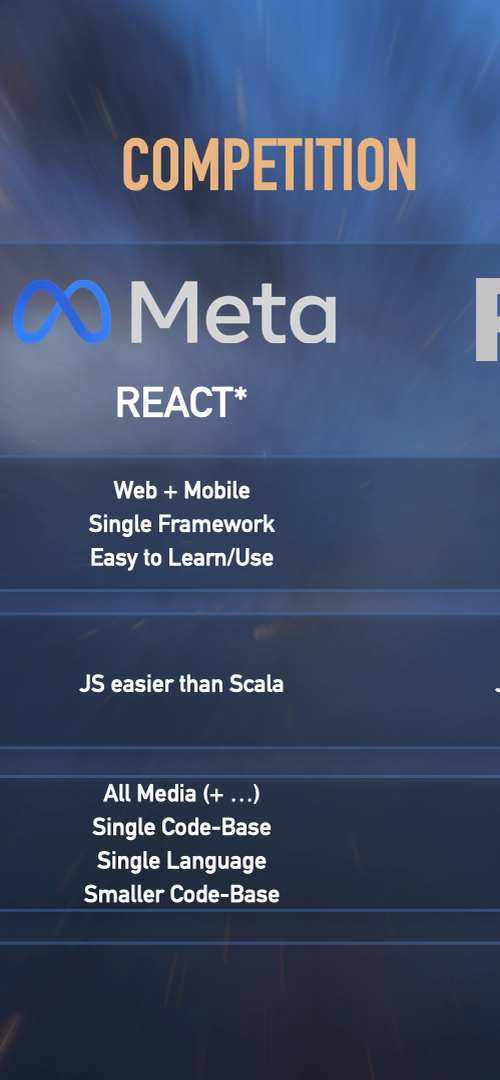 COMPETITION
Meta
REACT*
Web + Mobile
Single Framework
Easy to Learn/Use
JS easier than Scala
All Media (+ ...)
Single Code-Base
Single Language
Smaller Code-Base